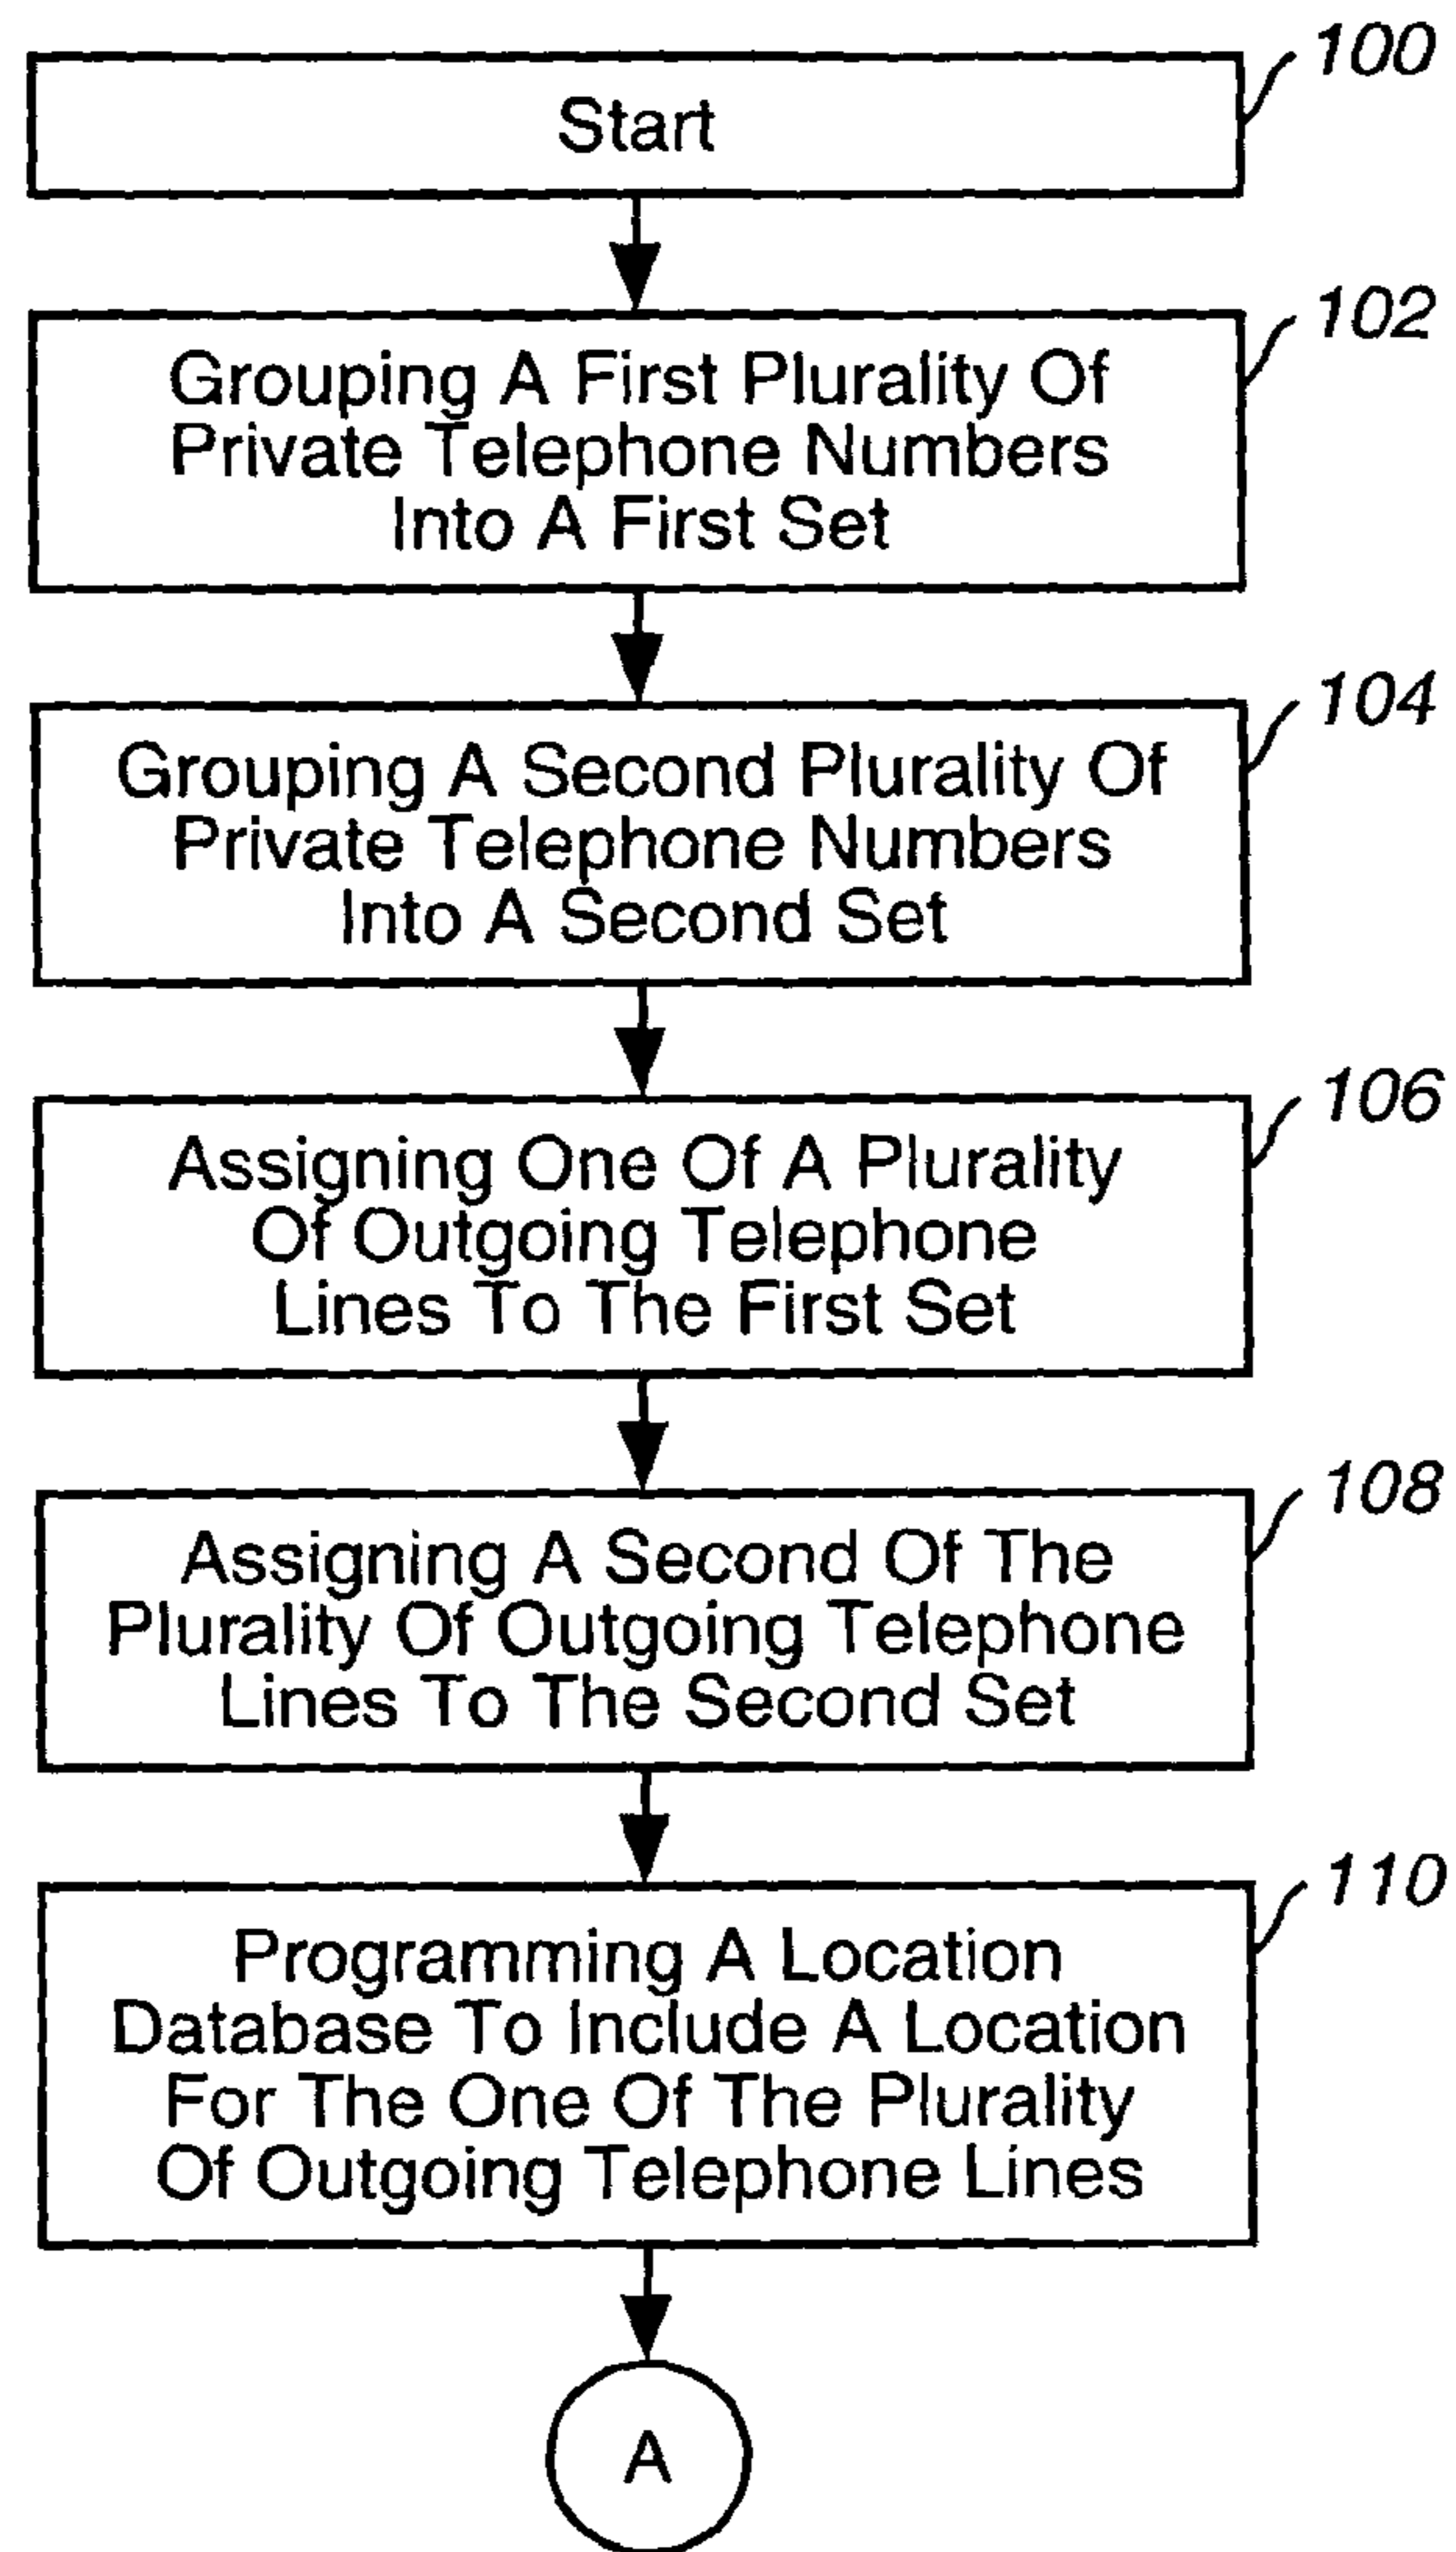 100
Start
102
Grouping A First Plurality Of
Private Telephone Numbers
Into A First Set
104
Grouping A Second Plurality Of
Private Telephone Numbers
Into A Second Set
106
Assigning One Of A Plurality
Of Outgoing Telephone
Lines To The First Set
108
Assigning A Second Of The
Plurality Of Outgoing Telephone
Lines To The Second Set
110
Programming A Location
Database To Include A Location
For The One Of The Plurality
Of Outgoing Telephone Lines
A